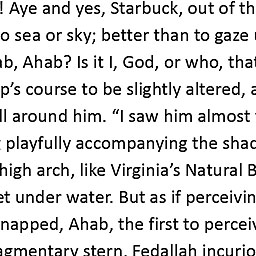 ! Aye and yes, Starbuck, out of th
o sea or sky; better than to gaze
ab, Ahab? Is it I, God, or who, that
p’s course to be slightly altered, a
ll around him. “I saw him almost
playfully accompanying the shad
high arch, like Virginia’s Natural B
et under water. But as if perceivin
napped, Ahab, the first to perceiv
agmentary stern, Fedallah incurio